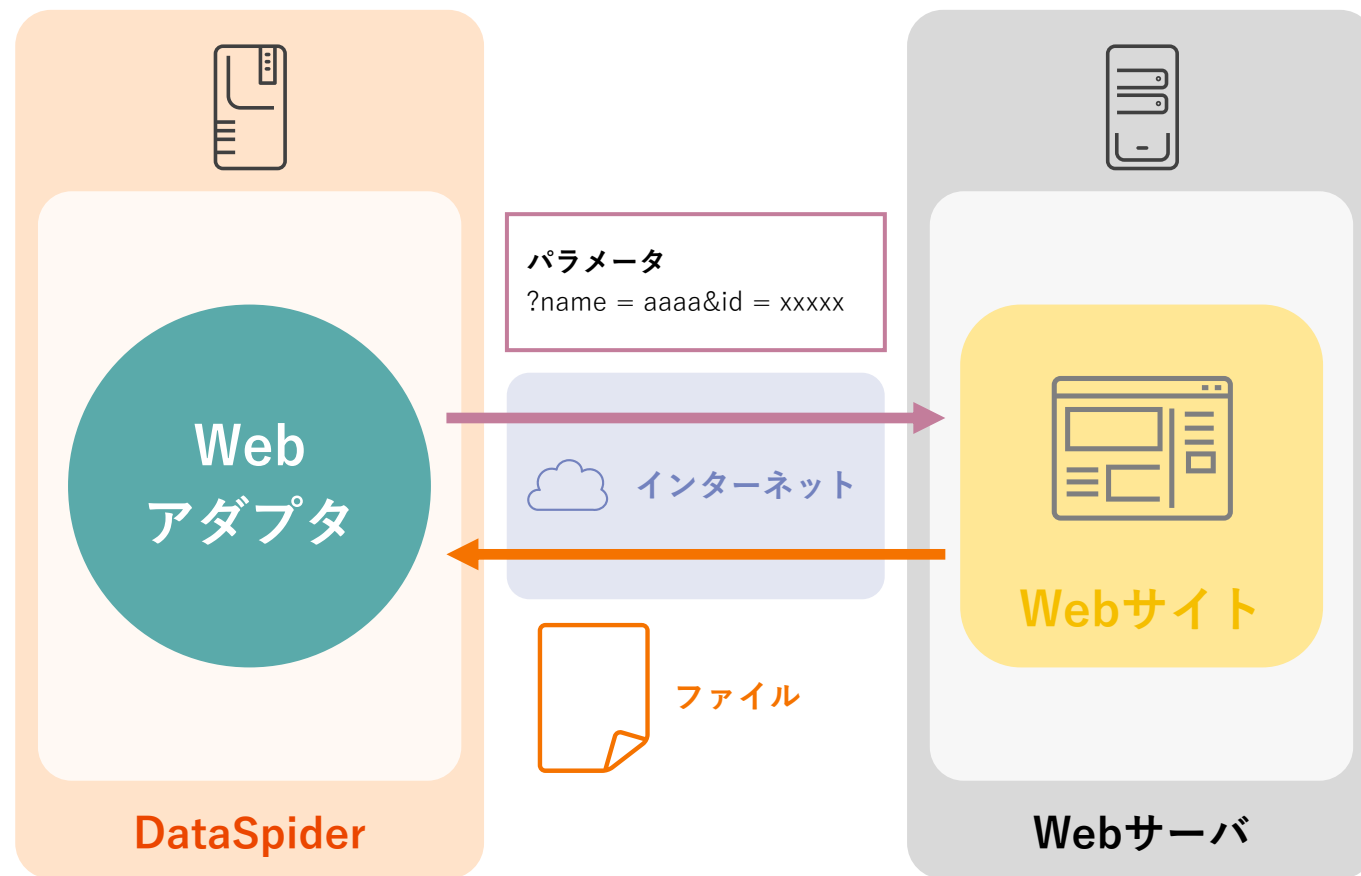 Web
アダプタ
DataSpider
パラメータ
?name = aaaa&id = xxxxx
インターネット
ファイル
Webサイト
Webサーバ